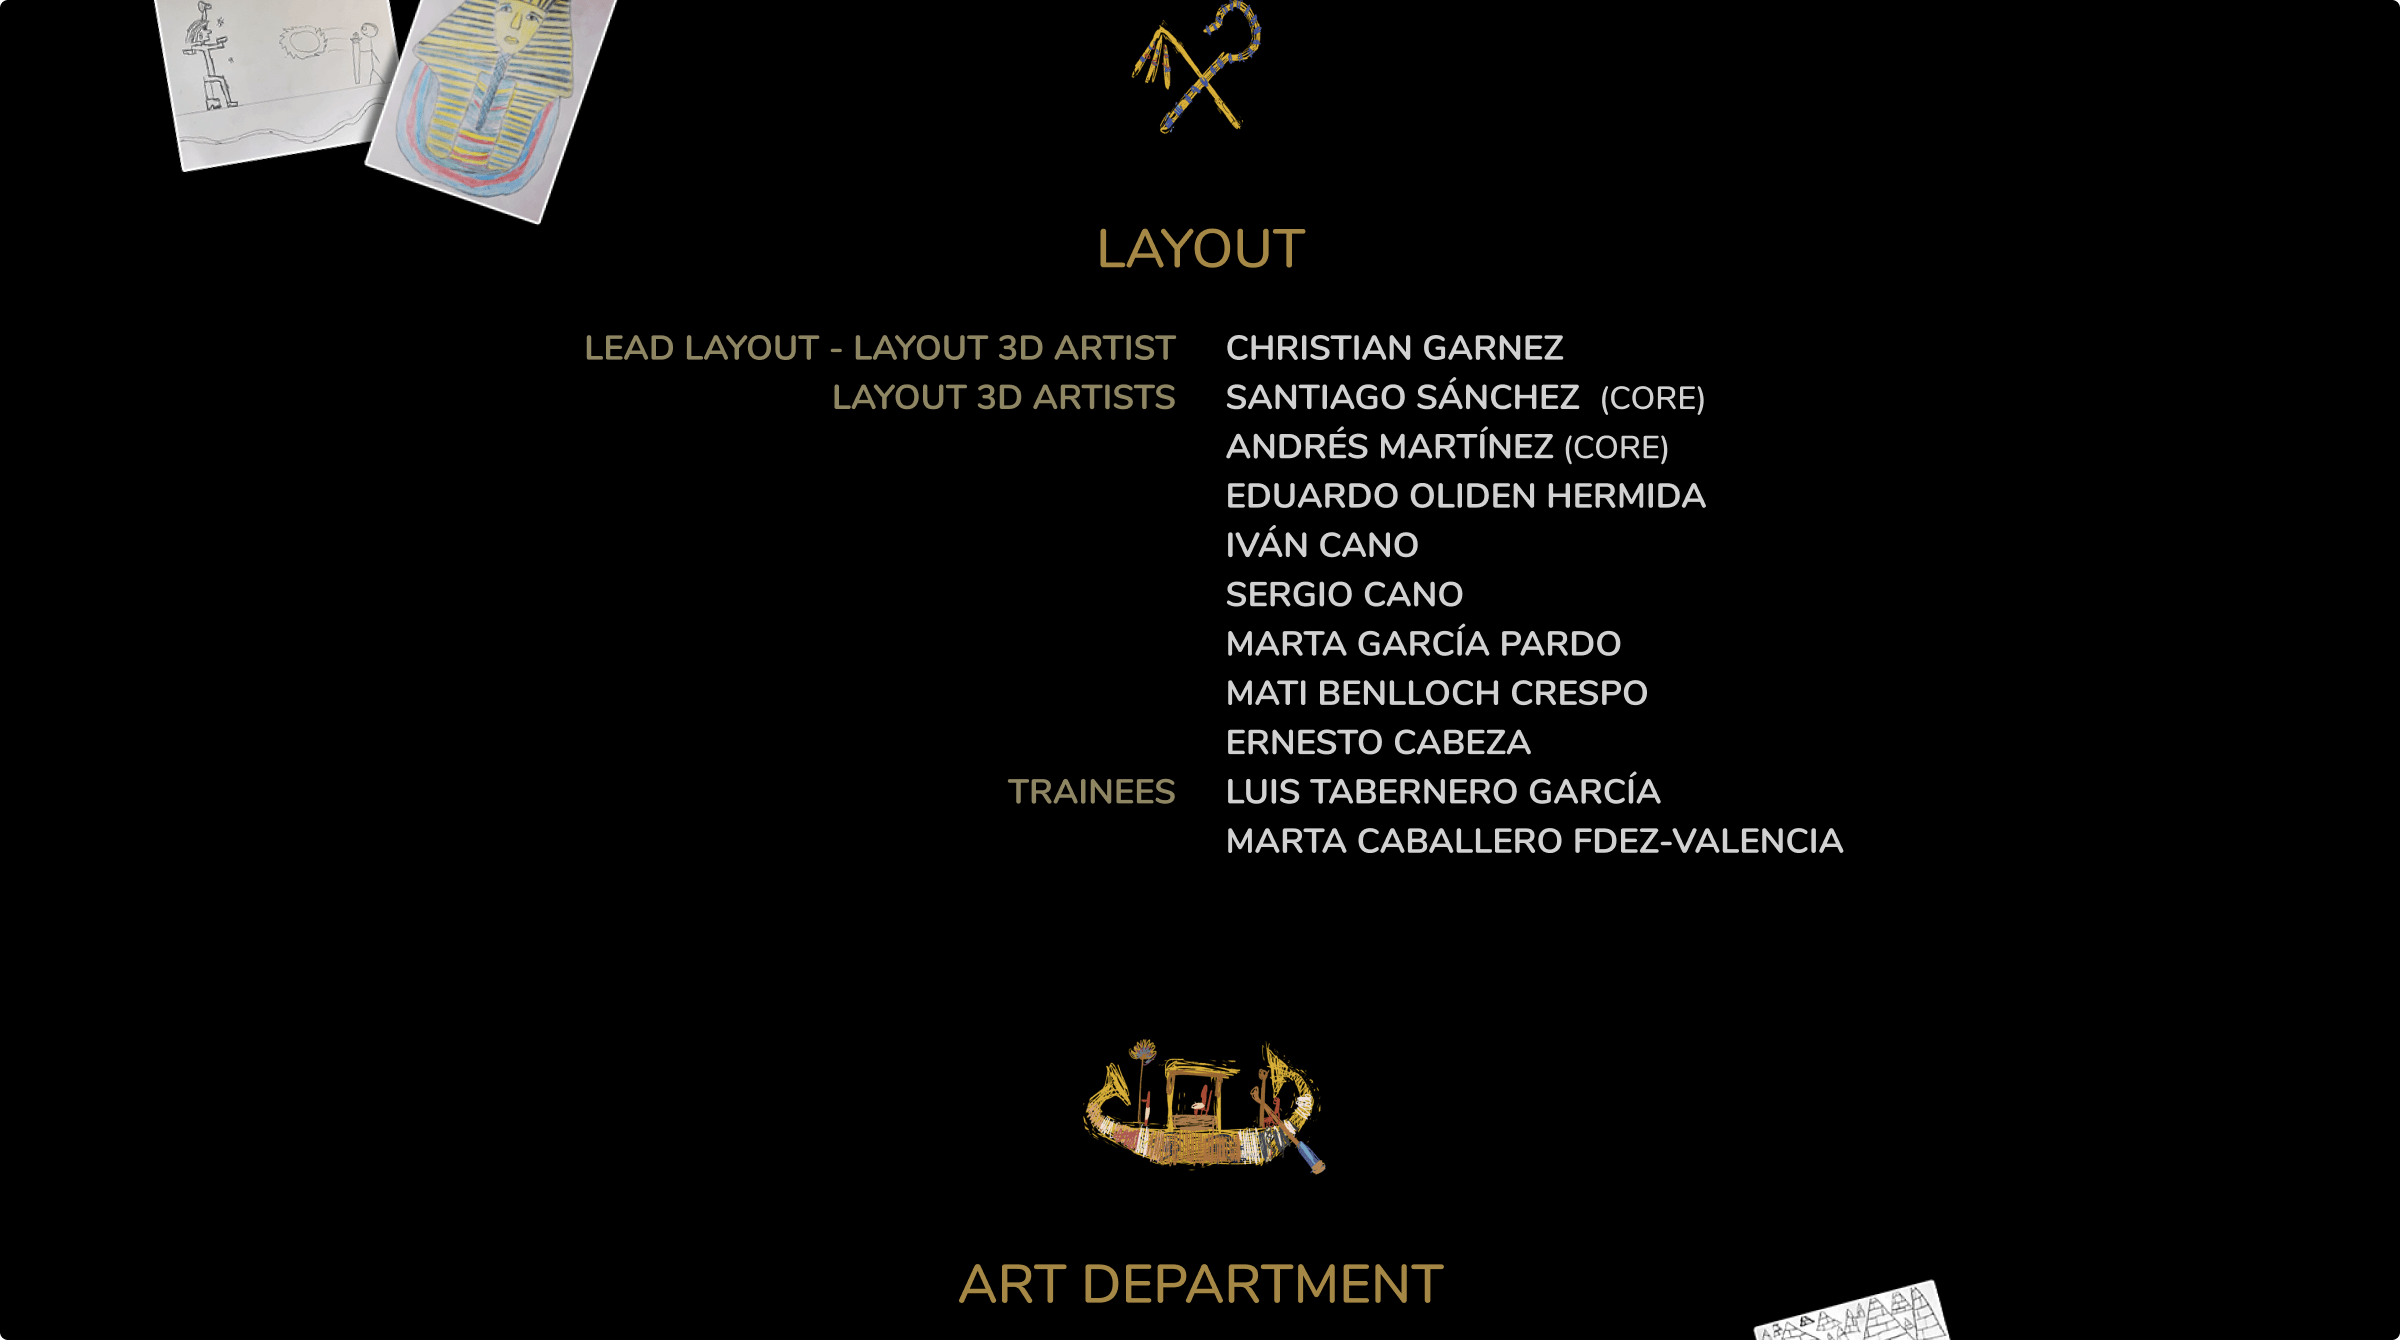 LAYOUT
LEAD LAYOUT - LAYOUT 3D ARTIST CHRISTIAN GARNEZ
LAYOUT 3D ARTISTS SANTIAGO SÁNCHEZ (CORE)
ANDRÉS MARTÍNEZ (CORE)
EDUARDO OLIDEN HERMIDA
IVÁN CANO
SERGIO CANO
MARTA GARCÍA PARDO
MATI BENLLOCH CRESPO
ERNESTO CABEZA
TRAINEES LUIS TABERNERO GARCÍA
MARTA CABALLERO FDEZ-VALENCIA
ART DEPARTMENT